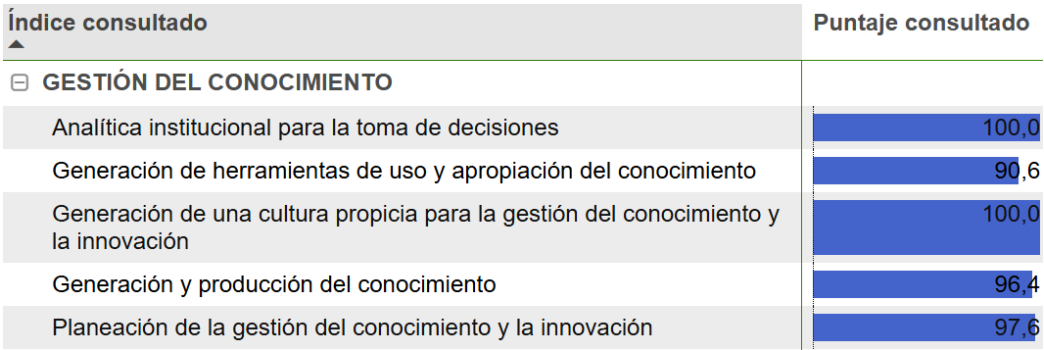 Índice consultado Puntaje consultado
GESTIÓN DEL CONOCIMIENTO
Analítica institucional para la toma de decisiones 100,0
Generación de herramientas de uso y apropiación del conocimiento 90,6
Generación de una cultura propicia para la gestión del conocimiento y 100,0
la innovación
Generación y producción del conocimiento 96,4
Planeación de la gestión del conocimiento y la innovación 97,6